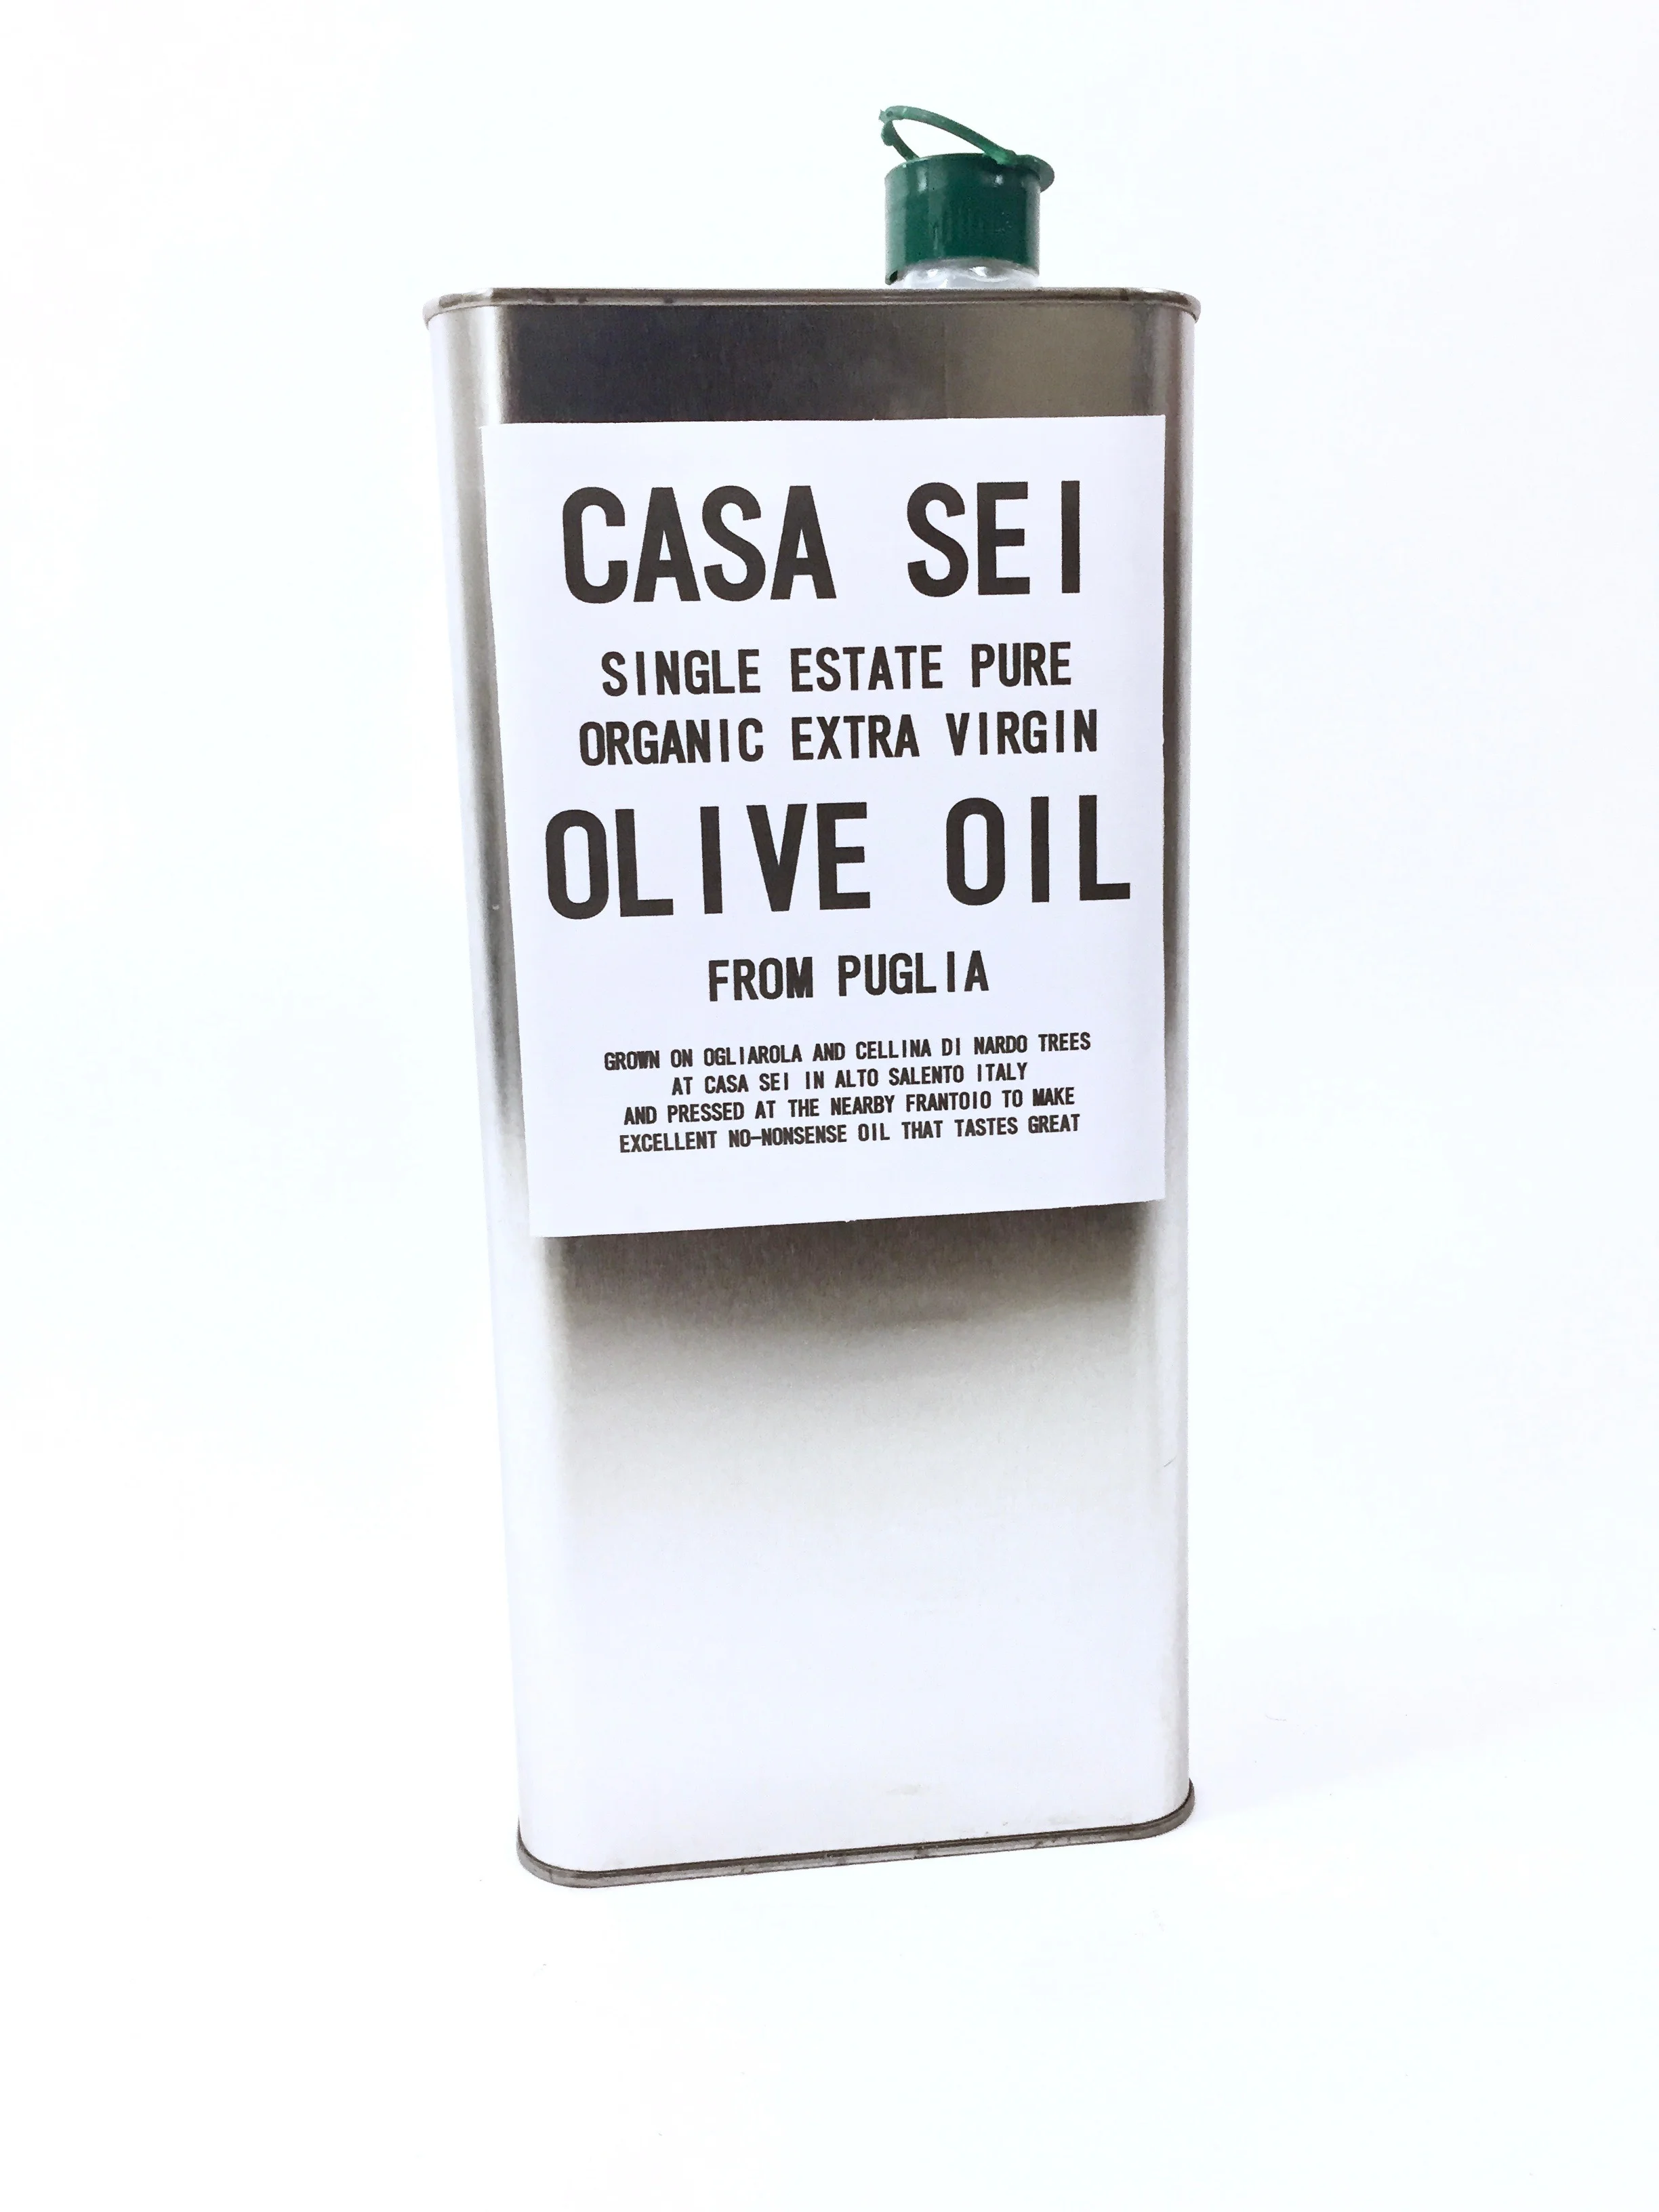 CASA SEI
SINGLE ESTATE PURE
ORGANIC EXTRA VIRGIN
OLIVE OIL
FROM PUGLIA
GROWN ON OGLIAROLA AND CELLINA DI NARDO TREES
AT CASA SEI IN ALTO SALENTO ITALY
AND PRESSED AT THE NEARBY FRANTOIO TO MAKE
EXCELLENT NO-NONSENSE OIL THAT TASTES GREAT